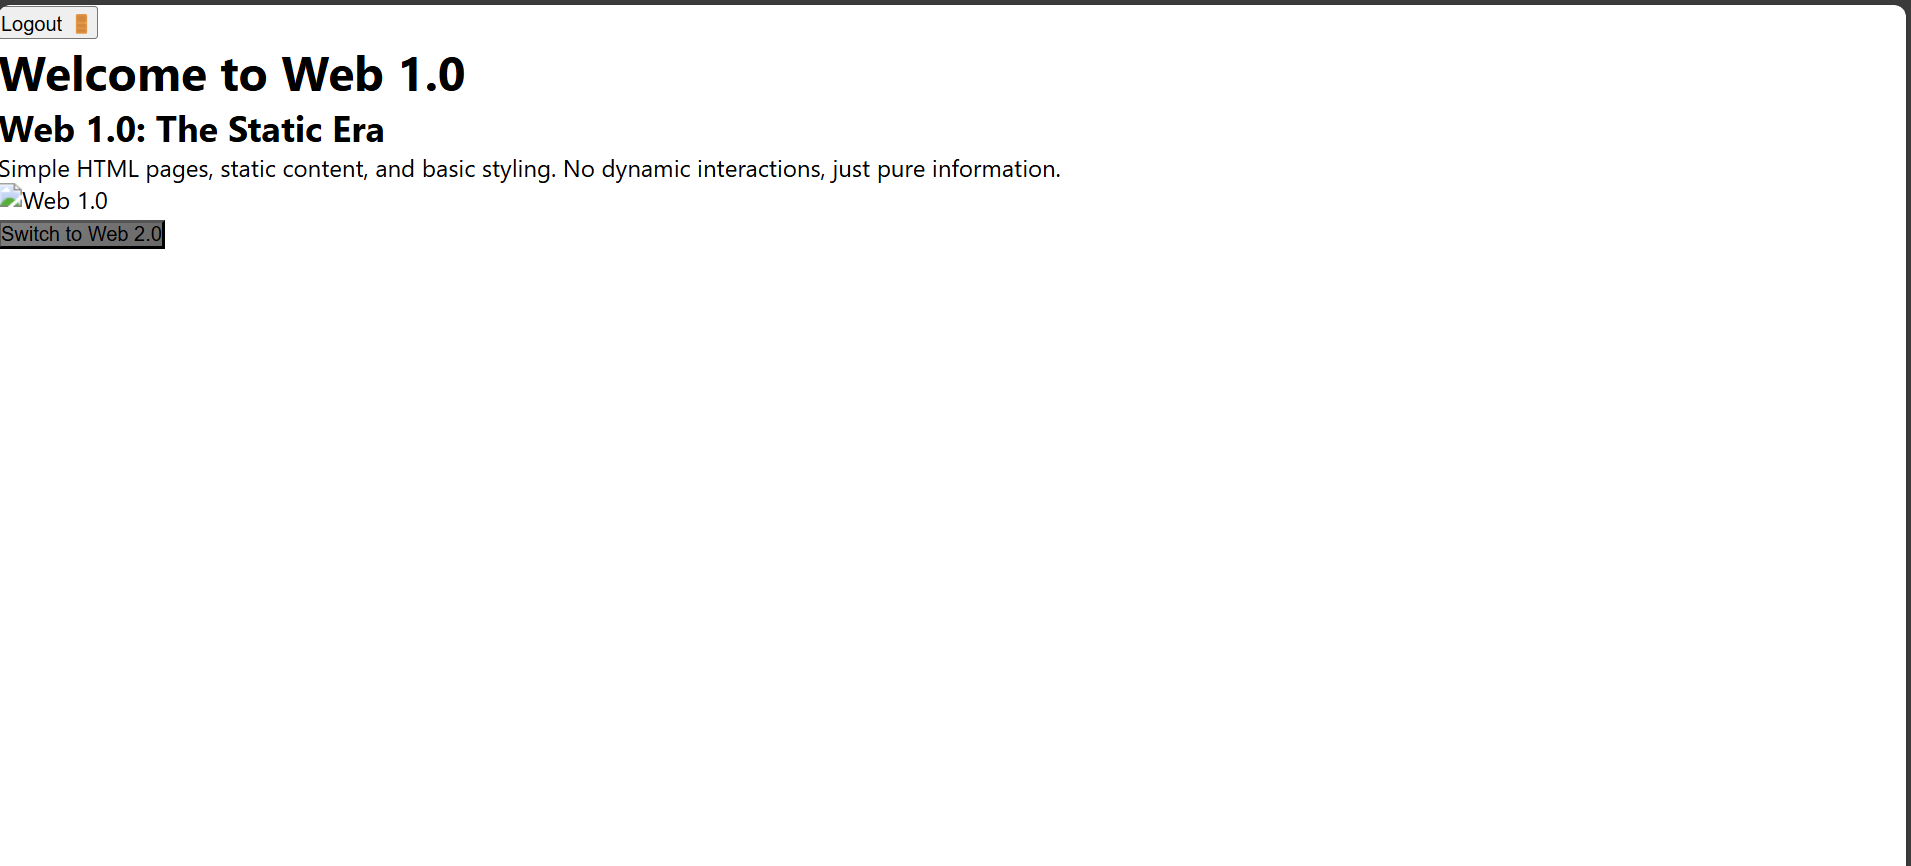 Logout 🚪
Welcome to Web 1.0
Web 1.0: The Static Era
Simple HTML pages, static content, and basic styling. No dynamic interactions, just pure information.
Web 1.0
Switch to Web 2.0